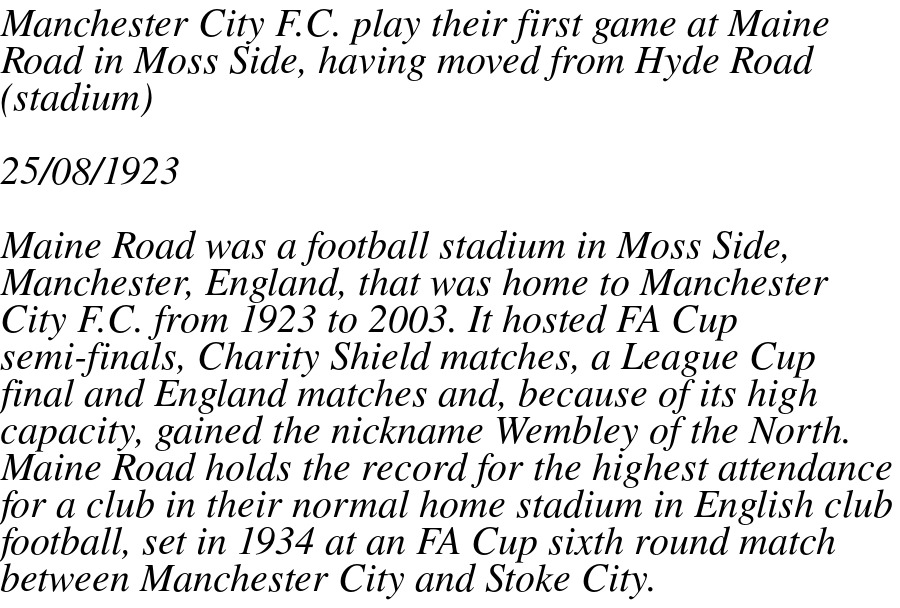 Manchester City F.C. play their first game at Maine
Road in Moss Side, having moved from Hyde Road
(stadium)

25/08/1923

Maine Road was a football stadium in Moss Side,
Manchester, England, that was home to Manchester
City F.C. from 1923 to 2003. It hosted FA Cup
semi-finals, Charity Shield matches, a League Cup
final and England matches and, because of its high
capacity, gained the nickname Wembley of the North.
Maine Road holds the record for the highest attendance
for a club in their normal home stadium in English club
football, set in 1934 at an FA Cup sixth round match
between Manchester City and Stoke City.